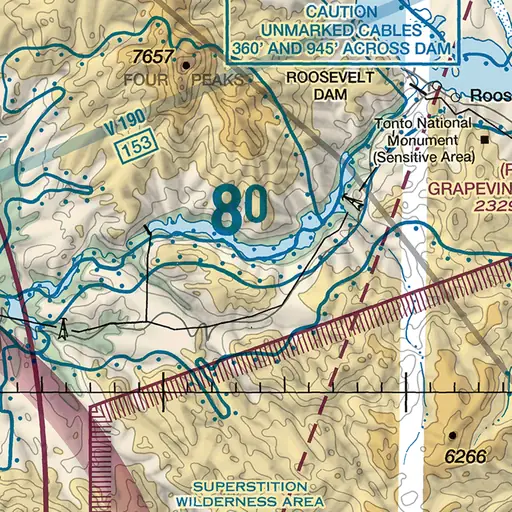 CAUTION
UNMARKED CABLES
360' AND 945' ACROSS DAM
7657
FOUR PEAKS
ROOSEVELT
DAM
Roos
V 190
153
Tonto National
Monument
(Sensitive Area)
GRAPEVIN
2329
80
6266
SUPERSTITION
WILDERNESS AREA